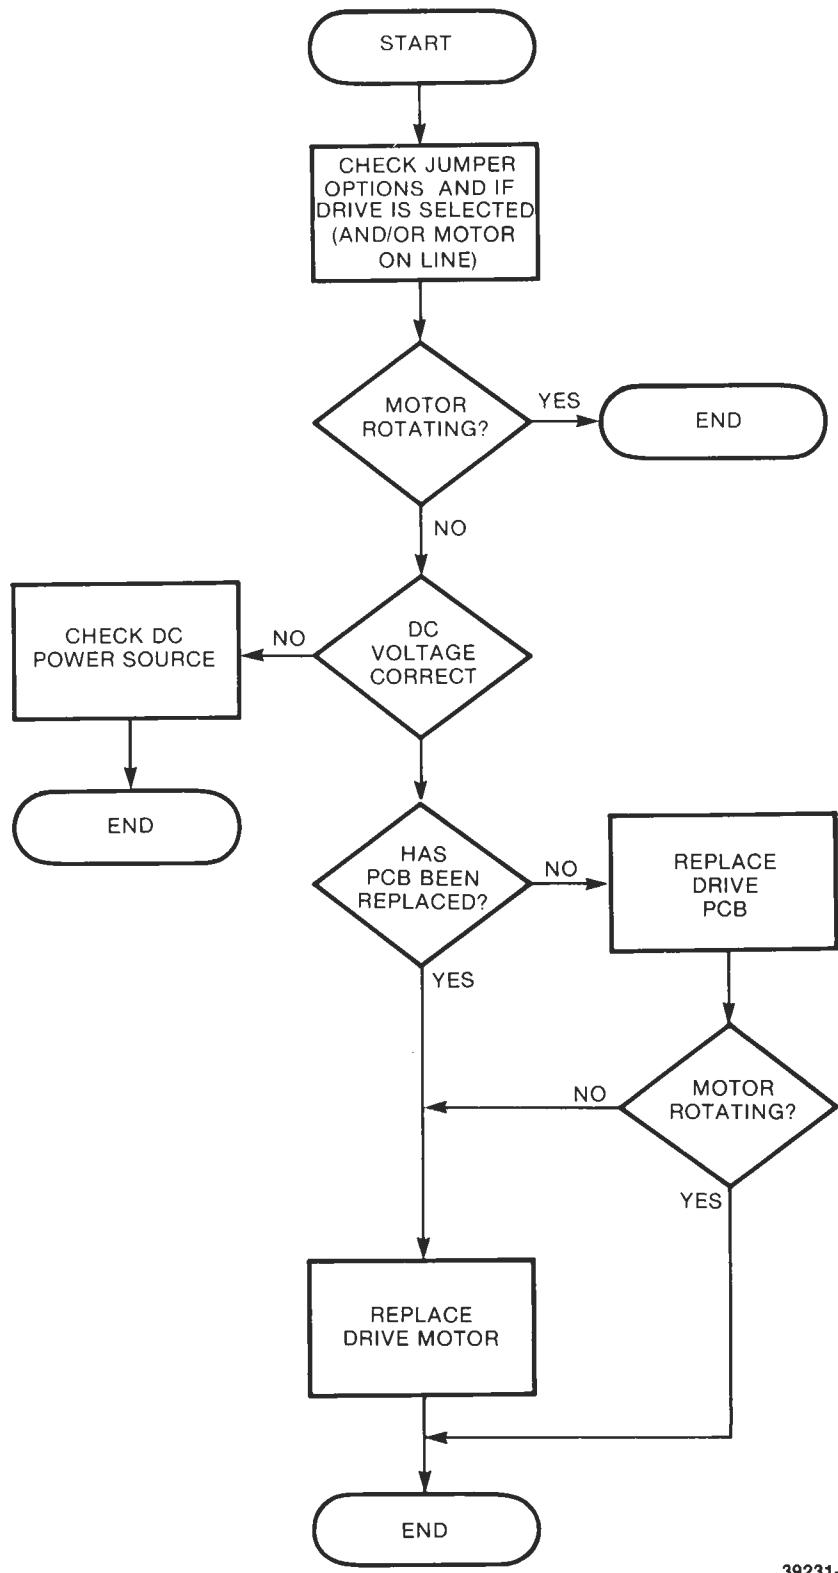 START
CHECK JUMPER
OPTIONS AND IF
DRIVE IS SELECTED
(AND/OR MOTOR
ON LINE)
MOTOR
ROTATING?
YES
END
NO
DC
VOLTAGE
CORRECT
NO
CHECK DC
POWER SOURCE
END
HAS
PCB BEEN
REPLACED?
NO
REPLACE
DRIVE
PCB
YES
MOTOR
ROTATING?
NO
YES
REPLACE
DRIVE MOTOR
END
39231-